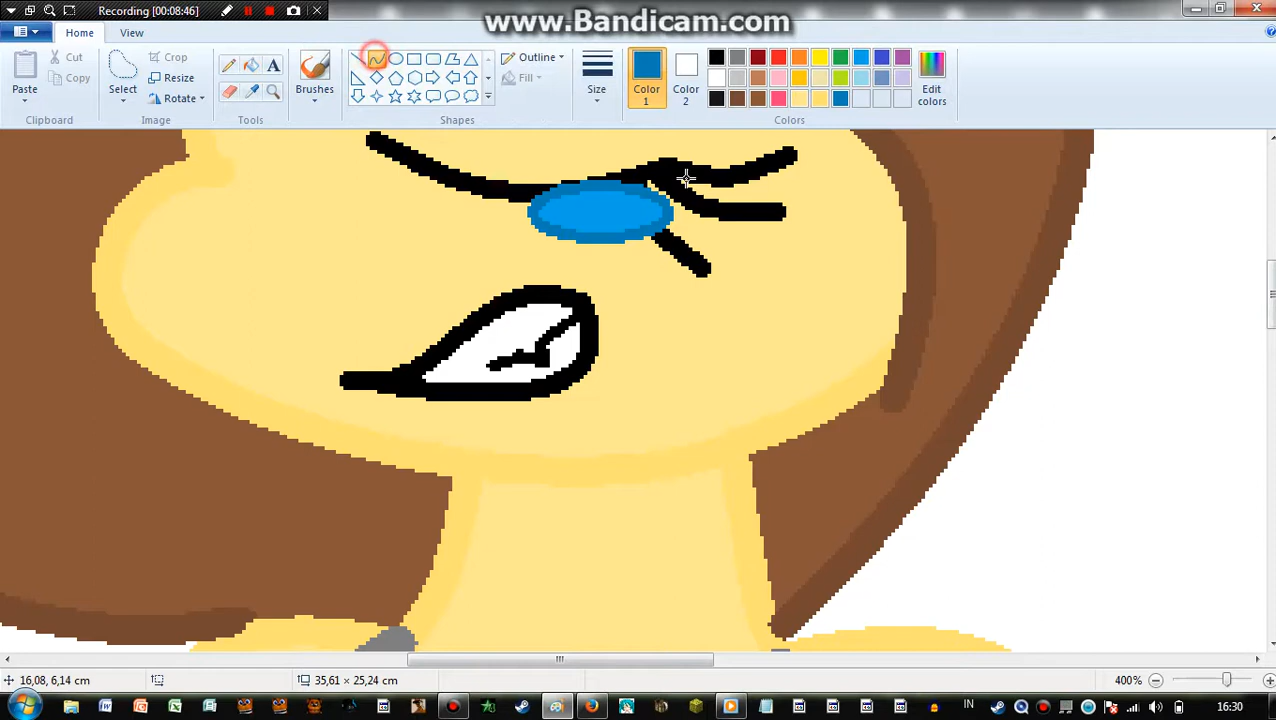 Recording [00:08:46]
www.Bandicam.com
Home View
Cut
Copy
Paste
Clipboard
Crop
Resize
Rotate
Select
Image
Tools
Brushes
Outline
Fill
Shapes
Size
Color 1
Color 2
Edit colors
Colors
16,08, 6,14 cm
35,61 × 25,24 cm
400%
IN
16:30